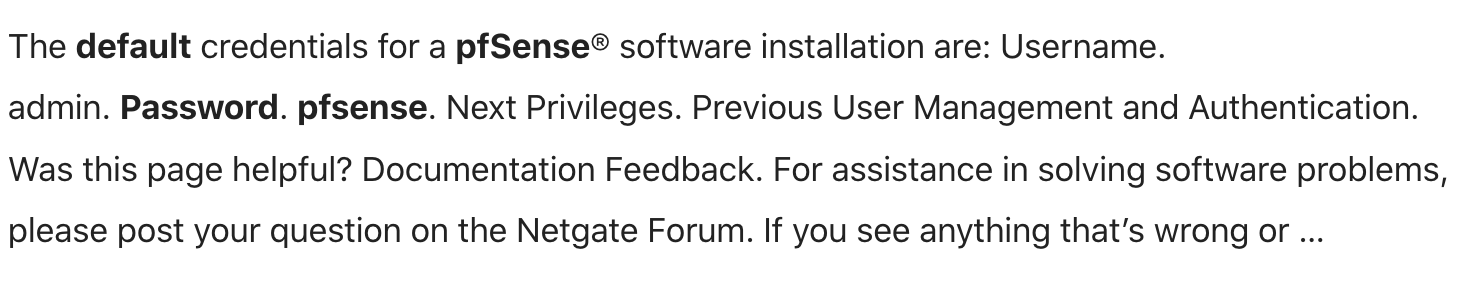 The default credentials for a pfSense® software installation are: Username.
admin. Password. pfsense. Next Privileges. Previous User Management and Authentication.
Was this page helpful? Documentation Feedback. For assistance in solving software problems,
please post your question on the Netgate Forum. If you see anything that’s wrong or ...